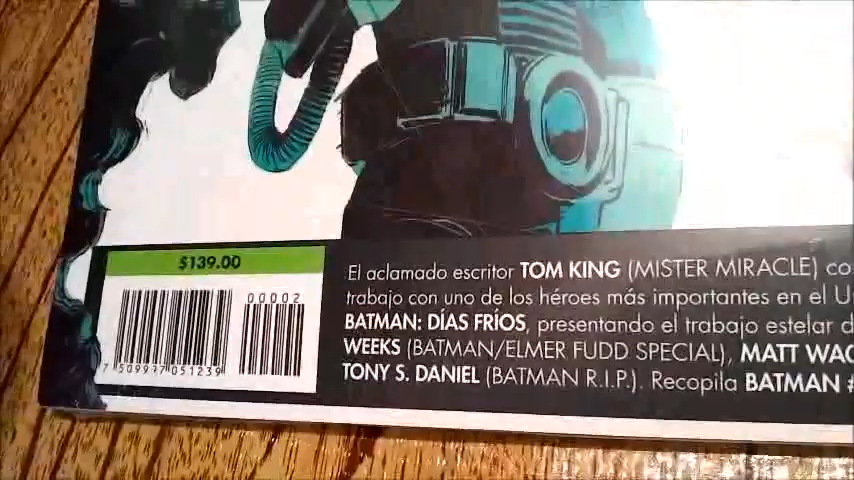 $139.00
00002
7 509997 051239
El aclamado escritor TOM KING (MISTER MIRACLE) co
trabajo con uno de los héroes más importantes en el U
BATMAN: DÍAS FRÍOS, presentando el trabajo estelar d
WEEKS (BATMAN/ELMER FUDD SPECIAL), MATT WAG
TONY S. DANIEL (BATMAN R.I.P.). Recopila BATMAN #